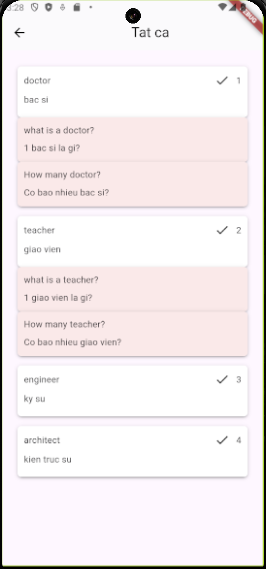 3:28
Tat ca
doctor 1
bac si
what is a doctor?
1 bac si la gi?
How many doctor?
Co bao nhieu bac si?
teacher 2
giao vien
what is a teacher?
1 giao vien la gi?
How many teacher?
Co bao nhieu giao vien?
engineer 3
ky su
architect 4
kien truc su